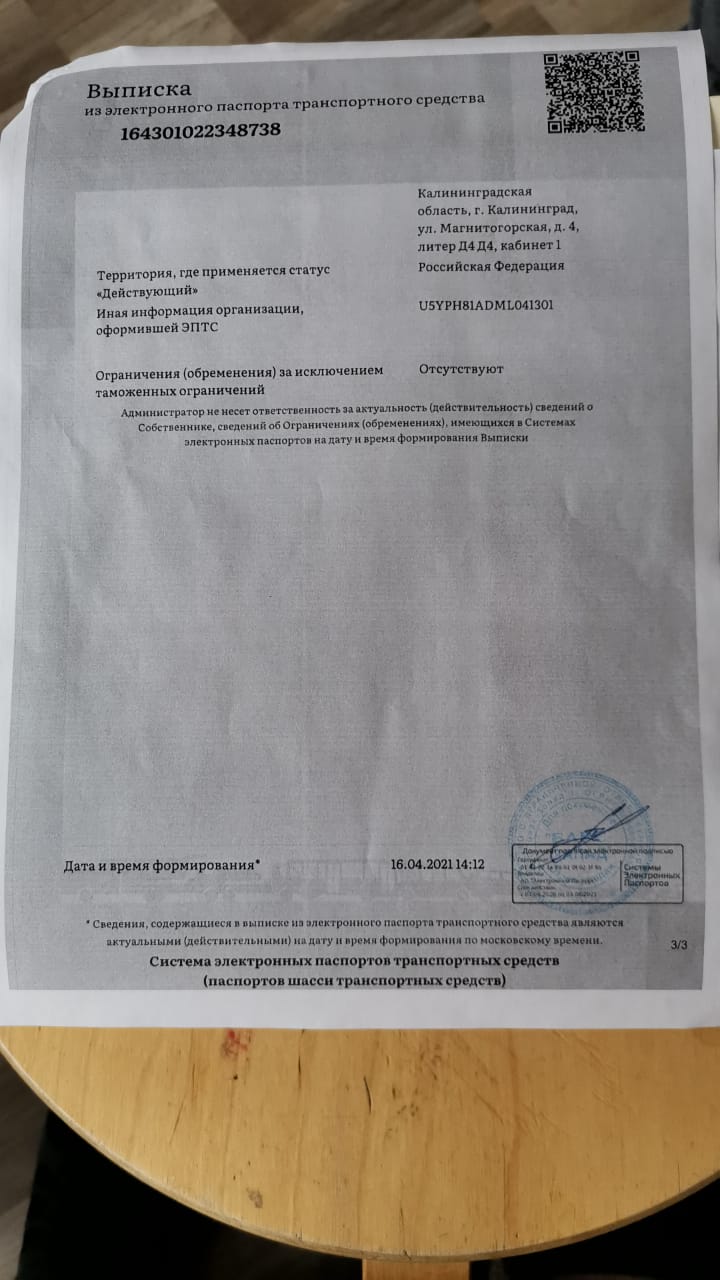 Выписка
из электронного паспорта транспортного средства
164301022348738
Калининградская
область, г. Калининград,
ул. Магнитогорская, д. 4,
литер Д4 Д4, кабинет 1
Территория, где применяется статус
«Действующий»
Российская Федерация
Иная информация организации,
оформившей ЭПТС
U5YPH81ADML041301
Ограничения (обременения) за исключением
таможенных ограничений
Отсутствуют
Администратор не несет ответственность за актуальность (действительность) сведений о
Собственнике, сведений об Ограничениях (обременениях), имеющихся в Системах
электронных паспортов на дату и время формирования Выписки
Документ подписан электронной подписью
Системы
Электронных
Паспортов
Дата и время формирования*
16.04.2021 14:12
* Сведения, содержащиеся в выписке из электронного паспорта транспортного средства являются
актуальными (действительными) на дату и время формирования по московскому времени.
3/3
Система электронных паспортов транспортных средств
(паспортов шасси транспортных средств)